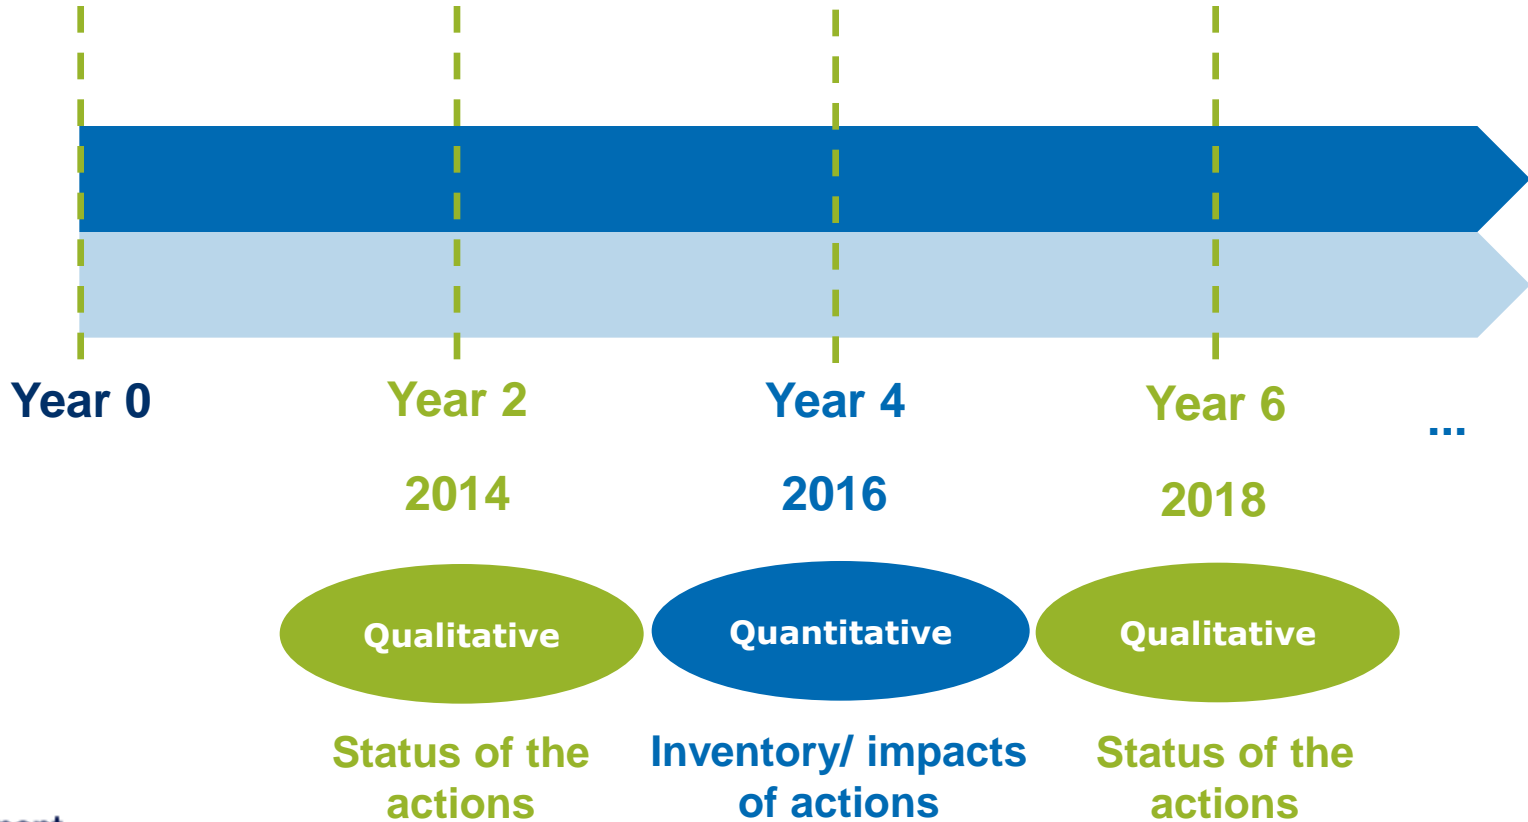 Year 0
Year 2
Year 4
Year 6
...
2014
2016
2018
Qualitative
Quantitative
Qualitative
Status of the
actions
Inventory/ impacts
of actions
Status of the
actions